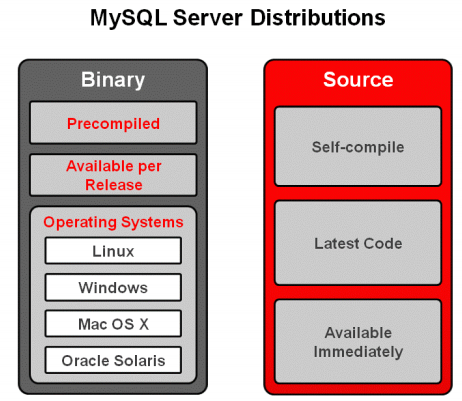 MySQL Server Distributions
Binary
Precompiled
Available per
Release
Operating Systems
Linux
Windows
Mac OS X
Oracle Solaris
Source
Self-compile
Latest Code
Available
Immediately